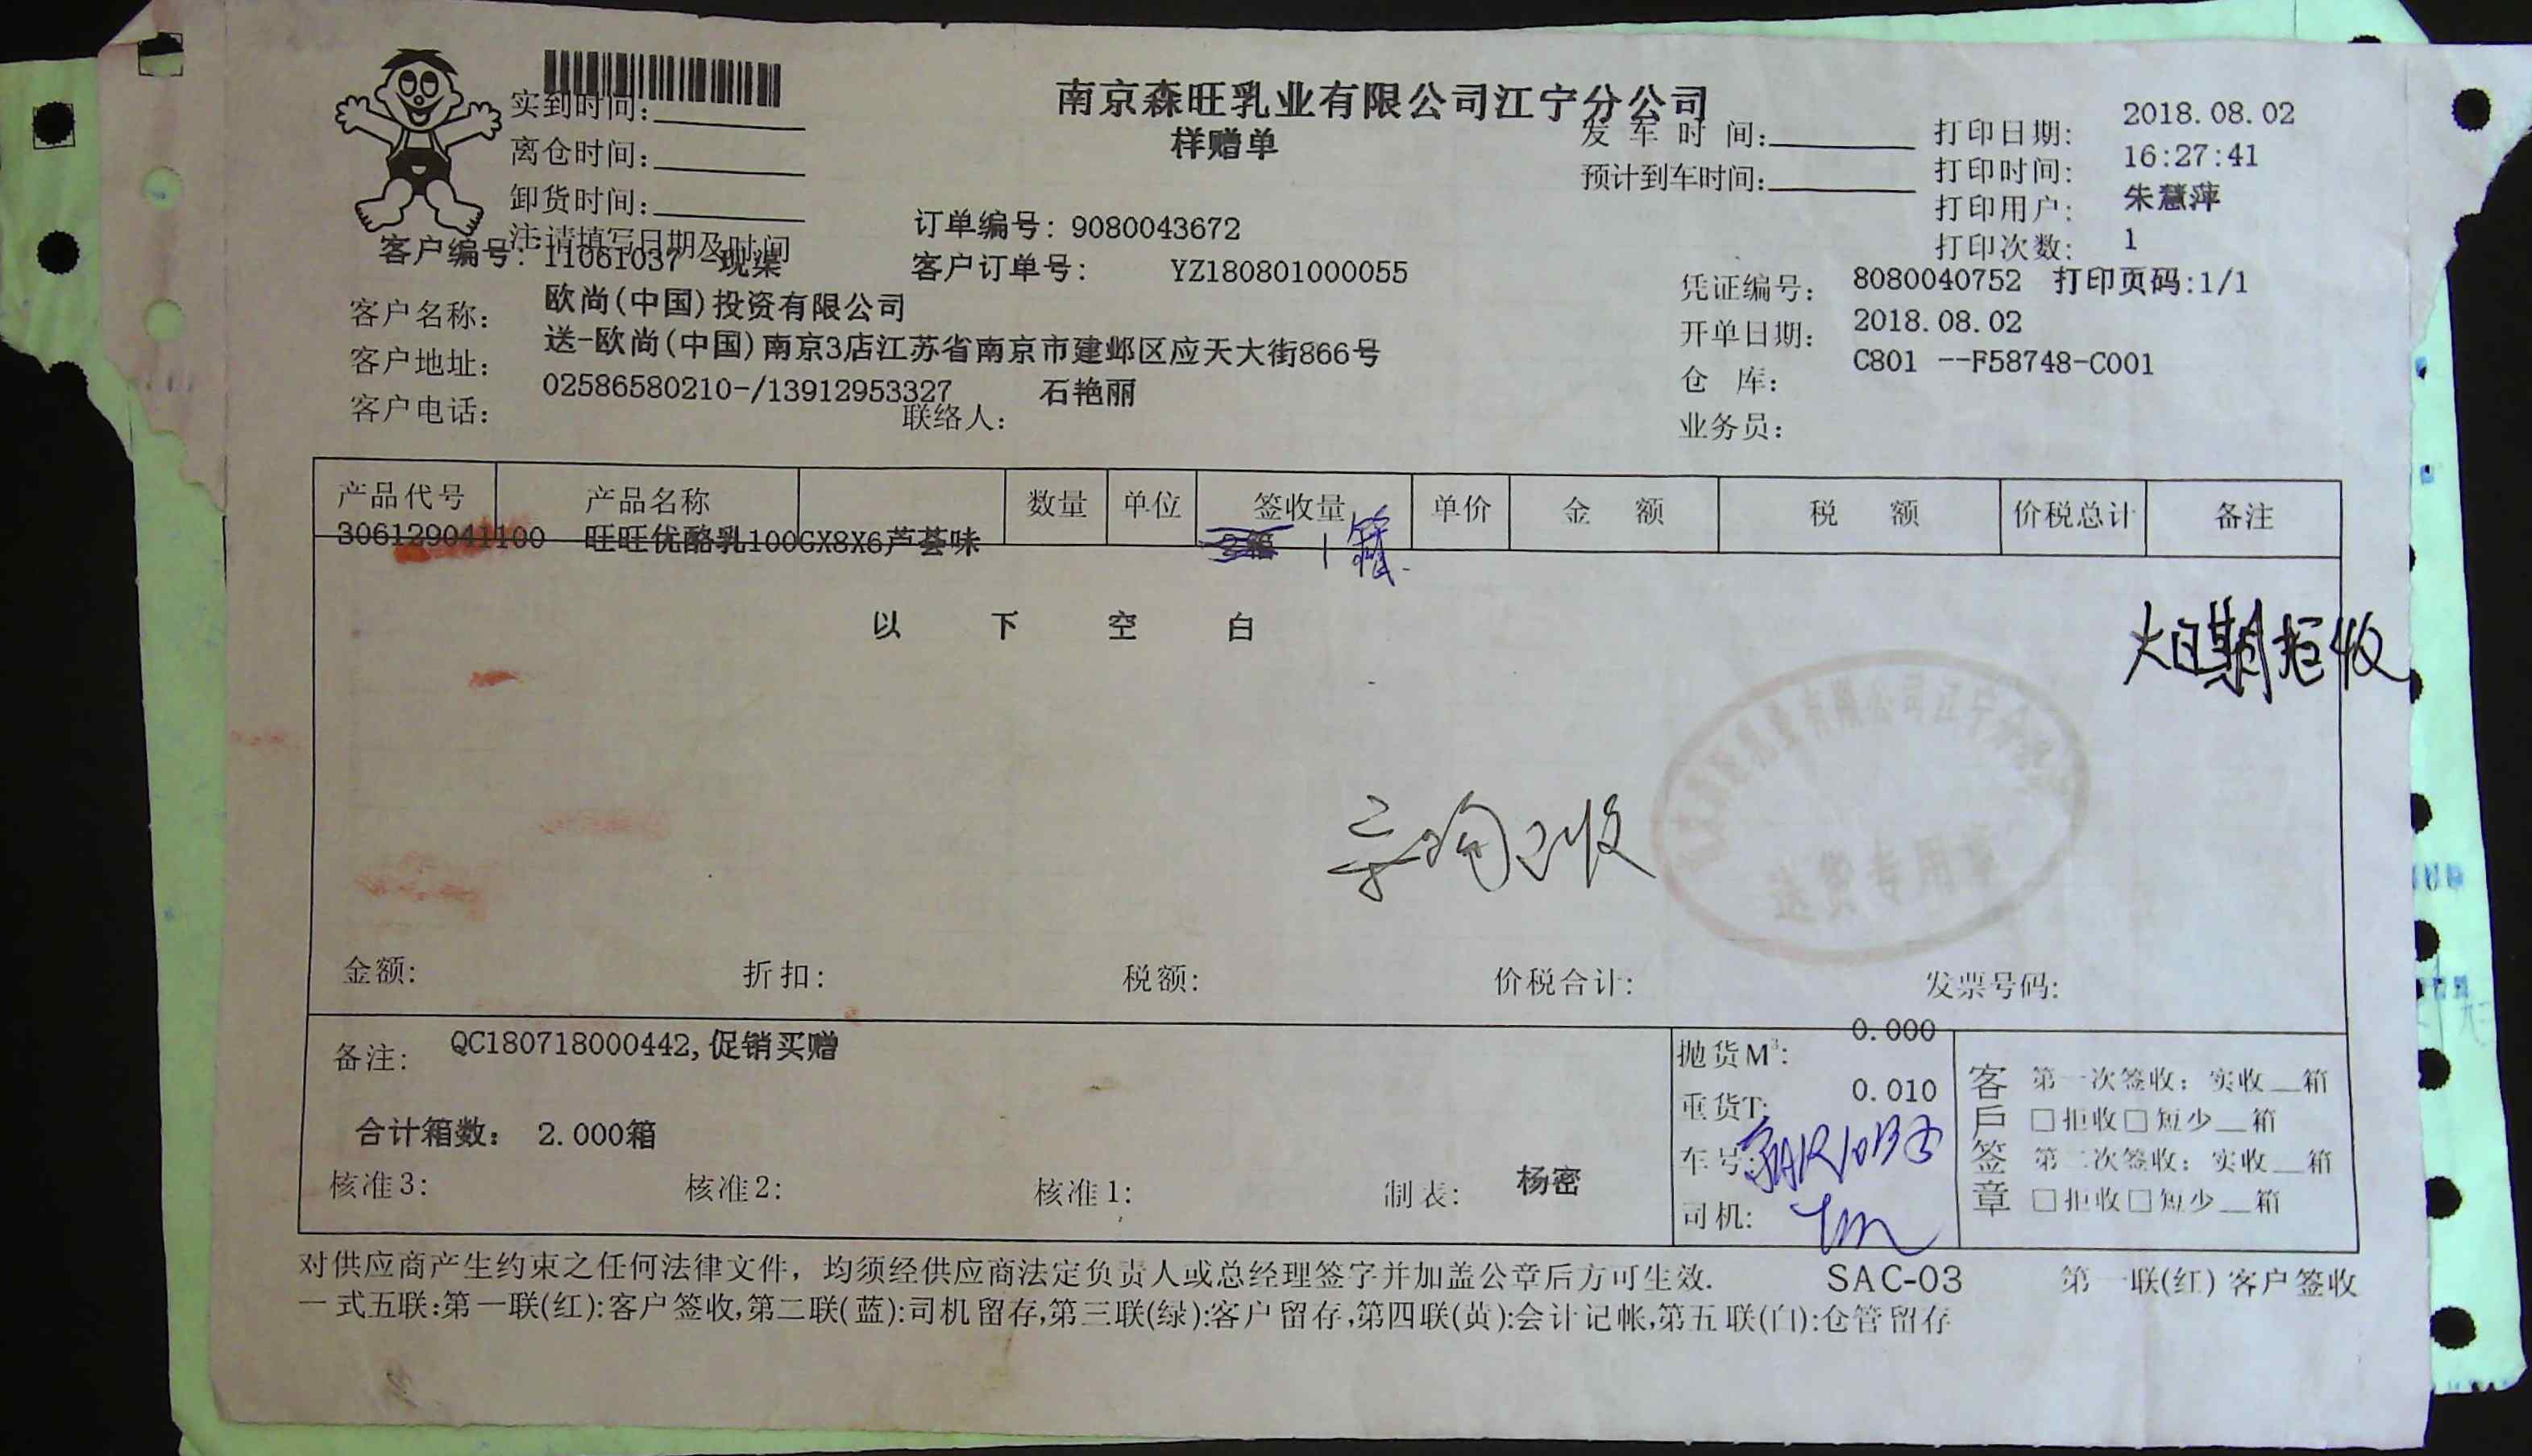 南京森旺乳业有限公司江宁分公司
样赠单
实到时间:
离仓时间:
卸货时间:
注:请填写日期及时间
发车时间:
预计到车时间:
打印日期: 2018.08.02
打印时间: 16:27:41
打印用户: 朱慧萍
打印次数: 1
订单编号: 9080043672
客户编号: 11061037 一现渠
客户订单号: YZ180801000055
凭证编号: 8080040752 打印页码:1/1
客户名称: 欧尚(中国)投资有限公司
开单日期: 2018.08.02
客户地址: 送-欧尚(中国)南京3店江苏省南京市建邺区应天大街866号
仓库: C801 --F58748-C001
客户电话: 02586580210-/13912953327 联络人: 石艳丽
业务员:
产品代号 产品名称 数量 单位 签收量 单价 金额 税额 价税总计 备注
306129041100 旺旺优酪乳100GX8X6芦荟味 2箱 1箱
以下空白
大日期拒收
送货专用章
金额: 折扣: 税额: 价税合计: 发票号码:
备注: QC180718000442,促销买赠
合计箱数: 2.000箱
核准3: 核准2: 核准1: 制表: 杨密
抛货M³: 0.000
重货T: 0.010
车号:
司机:
客户签章
第一次签收: 实收__箱
□拒收□短少__箱
第二次签收: 实收__箱
□拒收□短少__箱
对供应商产生约束之任何法律文件，均须经供应商法定负责人或总经理签字并加盖公章后方可生效. SAC-03 第一联(红)客户签收
一式五联:第一联(红):客户签收,第二联(蓝):司机留存,第三联(绿):客户留存,第四联(黄):会计记帐,第五联(白):仓管留存